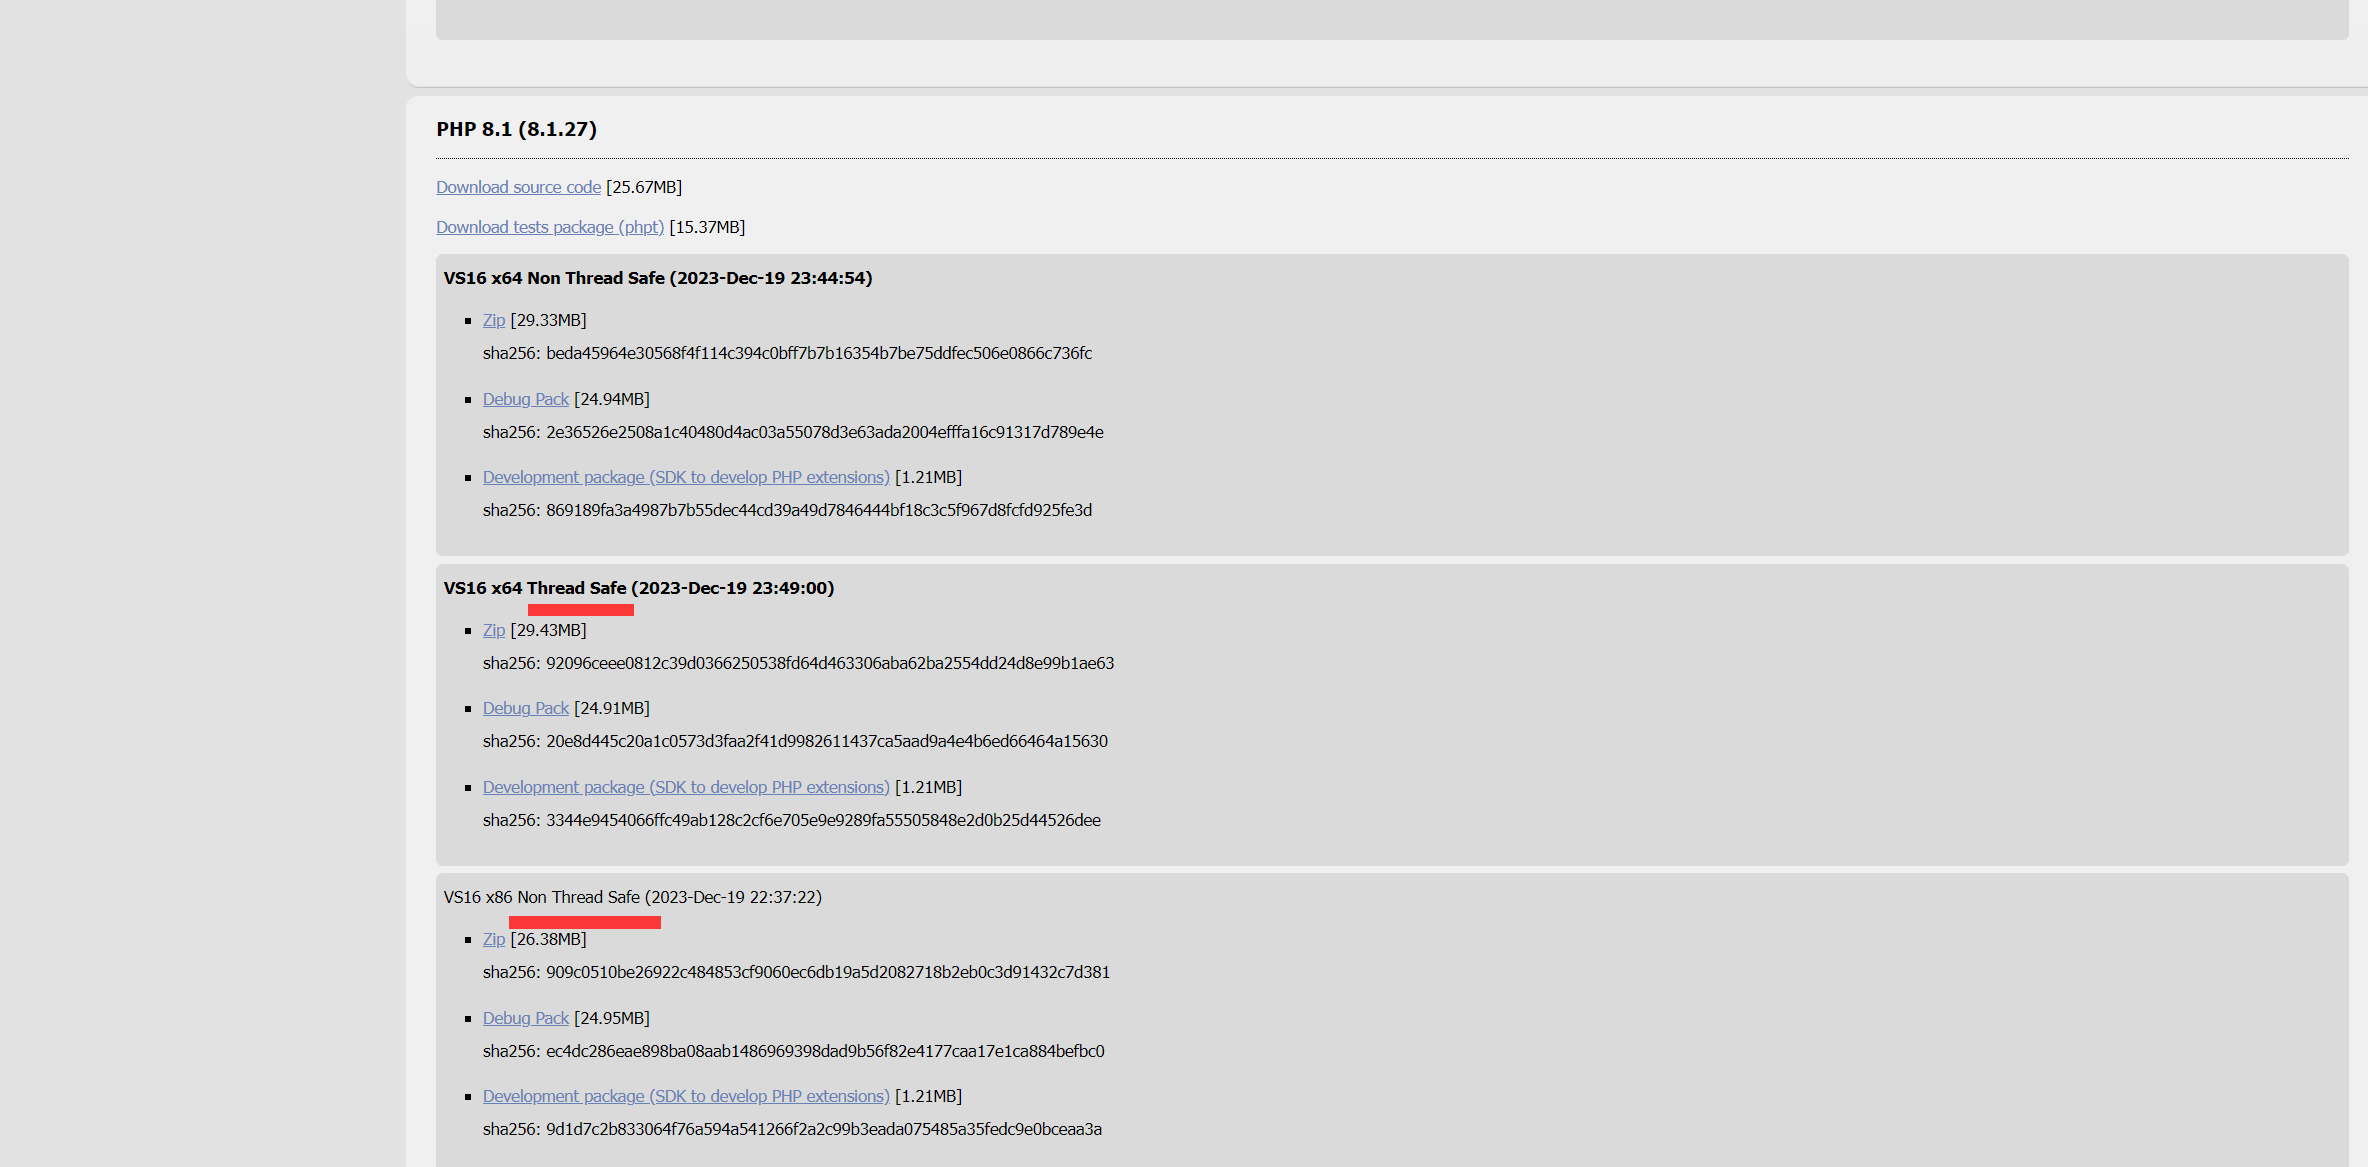 PHP 8.1 (8.1.27)
Download source code [25.67MB]
Download tests package (phpt) [15.37MB]
VS16 x64 Non Thread Safe (2023-Dec-19 23:44:54)
Zip [29.33MB]
sha256: beda45964e30568f4f114c394c0bff7b7b16354b7be75ddfec506e0866c736fc
Debug Pack [24.94MB]
sha256: 2e36526e2508a1c40480d4ac03a55078d3e63ada2004efffa16c91317d789e4e
Development package (SDK to develop PHP extensions) [1.21MB]
sha256: 869189fa3a4987b7b55dec44cd39a49d7846444bf18c3c5f967d8fcfd925fe3d
VS16 x64 Thread Safe (2023-Dec-19 23:49:00)
Zip [29.43MB]
sha256: 92096ceee0812c39d0366250538fd64d463306aba62ba2554dd24d8e99b1ae63
Debug Pack [24.91MB]
sha256: 20e8d445c20a1c0573d3faa2f41d9982611437ca5aad9a4e4b6ed66464a15630
Development package (SDK to develop PHP extensions) [1.21MB]
sha256: 3344e9454066ffc49ab128c2cf6e705e9e9289fa55505848e2d0b25d44526dee
VS16 x86 Non Thread Safe (2023-Dec-19 22:37:22)
Zip [26.38MB]
sha256: 909c0510be26922c484853cf9060ec6db19a5d2082718b2eb0c3d91432c7d381
Debug Pack [24.95MB]
sha256: ec4dc286eae898ba08aab1486969398dad9b56f82e4177caa17e1ca884befbc0
Development package (SDK to develop PHP extensions) [1.21MB]
sha256: 9d1d7c2b833064f76a594a541266f2a2c99b3eada075485a35fedc9e0bceaa3a